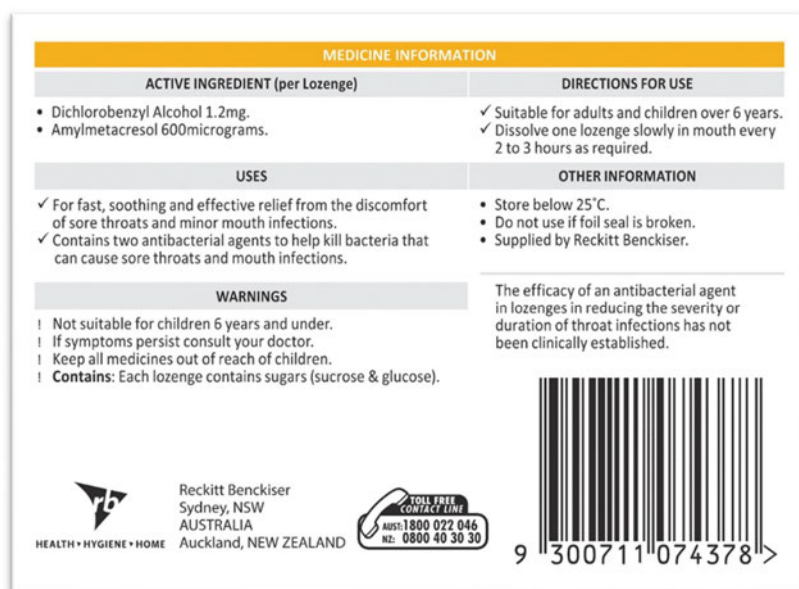 MEDICINE INFORMATION
ACTIVE INGREDIENT (per Lozenge)
• Dichlorobenzyl Alcohol 1.2mg.
• Amylmetacresol 600micrograms.
USES
✓ For fast, soothing and effective relief from the discomfort
of sore throats and minor mouth infections.
✓ Contains two antibacterial agents to help kill bacteria that
can cause sore throats and mouth infections.
WARNINGS
! Not suitable for children 6 years and under.
! If symptoms persist consult your doctor.
! Keep all medicines out of reach of children.
! Contains: Each lozenge contains sugars (sucrose & glucose).
DIRECTIONS FOR USE
✓ Suitable for adults and children over 6 years.
✓ Dissolve one lozenge slowly in mouth every
2 to 3 hours as required.
OTHER INFORMATION
• Store below 25˚C.
• Do not use if foil seal is broken.
• Supplied by Reckitt Benckiser.
The efficacy of an antibacterial agent
in lozenges in reducing the severity or
duration of throat infections has not
been clinically established.
rb
HEALTH • HYGIENE • HOME
Reckitt Benckiser
Sydney, NSW
AUSTRALIA
Auckland, NEW ZEALAND
TOLL FREE
CONTACT LINE
AUST: 1800 022 046
NZ: 0800 40 30 30
9 300711 074378 >